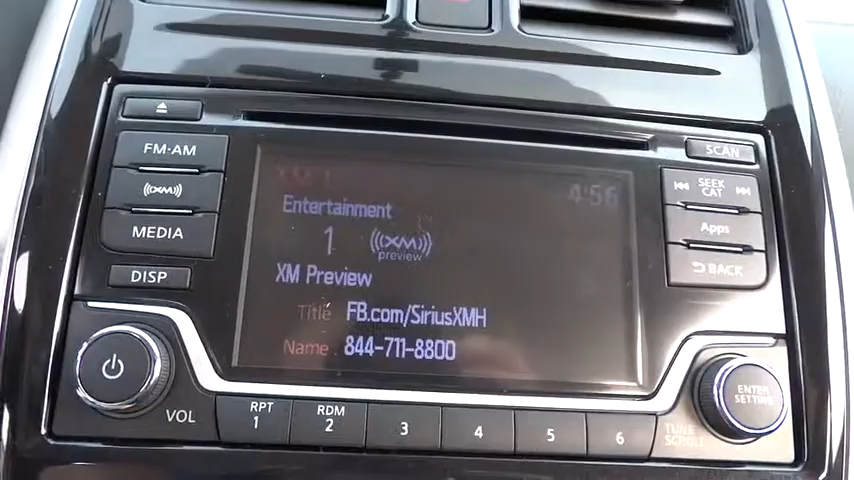 SCAN
FM·AM
XM
4:56
SEEK
CAT
XM
Entertainment
MEDIA
1 XM
preview
Apps
DISP
XM Preview
BACK
Title FB.com/SiriusXMH
Name 844-711-8800
ENTER
SETTING
VOL
RPT
1
RDM
2
3
4
5
6
TUNE
SCROLL